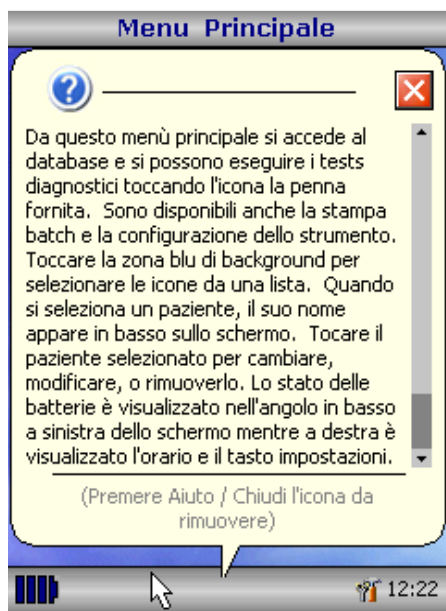 Menu Principale
Da questo menù principale si accede al
database e si possono eseguire i tests
diagnostici toccando l'icona la penna
fornita.  Sono disponibili anche la stampa
batch e la configurazione dello strumento.
Toccare la zona blu di background per
selezionare le icone da una lista.  Quando
si seleziona un paziente, il suo nome
appare in basso sullo schermo.  Tocare il
paziente selezionato per cambiare,
modificare, o rimuoverlo. Lo stato delle
batterie è visualizzato nell'angolo in basso
a sinistra dello schermo mentre a destra è
visualizzato l'orario e il tasto impostazioni.
(Premere Aiuto / Chiudi l'icona da
rimuovere)
12:22